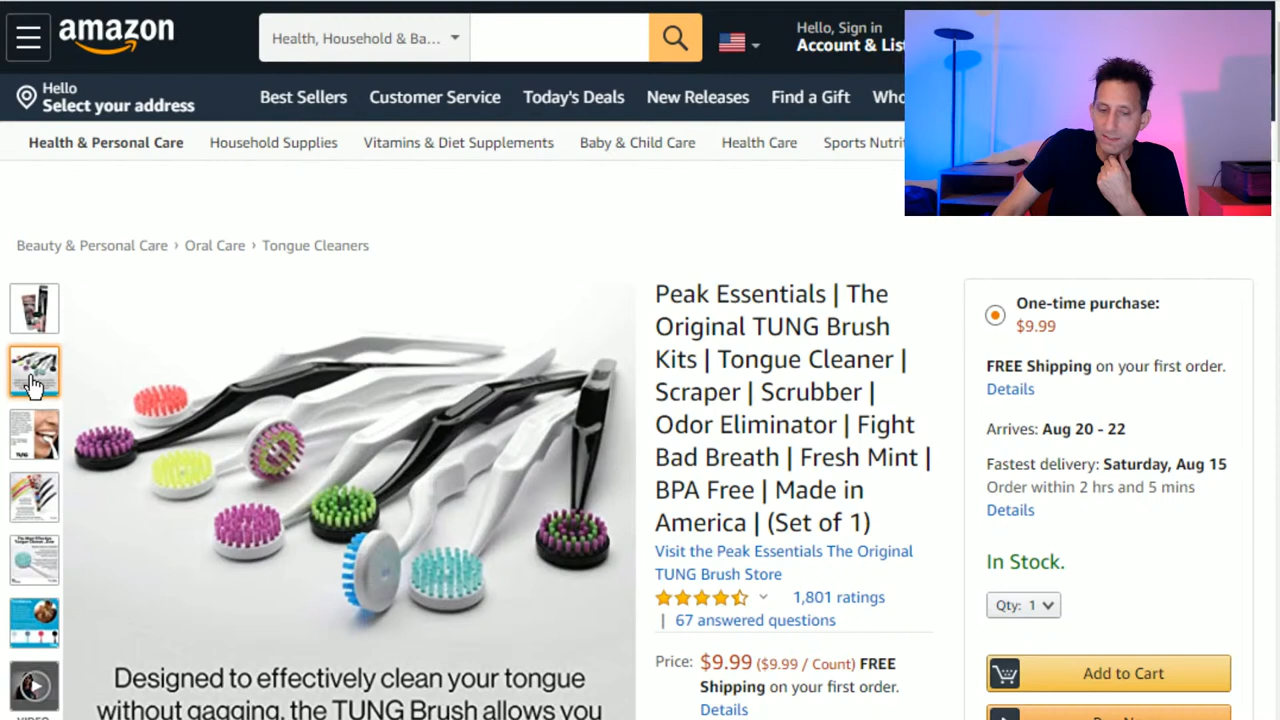 amazon
Health, Household & Ba...
Hello, Sign in
Account & Lis
Hello
Select your address
Best Sellers
Customer Service
Today's Deals
New Releases
Find a Gift
Who
Health & Personal Care
Household Supplies
Vitamins & Diet Supplements
Baby & Child Care
Health Care
Sports Nutri
Beauty & Personal Care › Oral Care › Tongue Cleaners
Peak Essentials | The
Original TUNG Brush
Kits | Tongue Cleaner |
Scraper | Scrubber |
Odor Eliminator | Fight
Bad Breath | Fresh Mint |
BPA Free | Made in
America | (Set of 1)
Visit the Peak Essentials The Original
TUNG Brush Store
1,801 ratings
| 67 answered questions
Price: $9.99 ($9.99 / Count) FREE
Shipping on your first order.
Details
Designed to effectively clean your tongue
without gagging, the TUNG Brush allows you
One-time purchase:
$9.99
FREE Shipping on your first order.
Details
Arrives: Aug 20 - 22
Fastest delivery: Saturday, Aug 15
Order within 2 hrs and 5 mins
Details
In Stock.
Qty: 1
Add to Cart